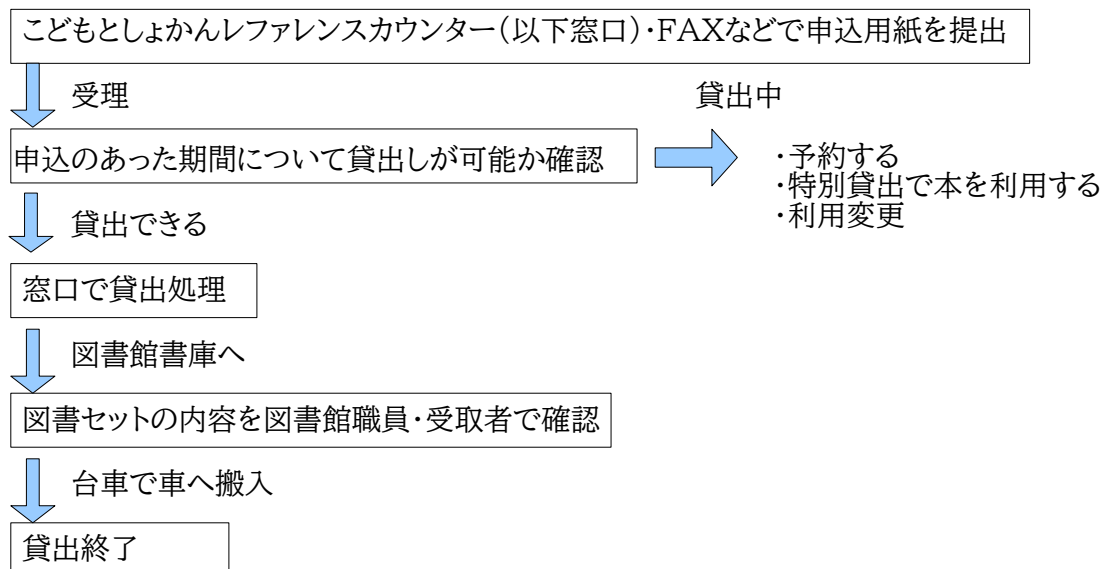 こどもとしょかんレファレンスカウンター(以下窓口)・FAXなどで申込用紙を提出
受理
貸出中
申込のあった期間について貸出しが可能か確認
・予約する
・特別貸出で本を利用する
・利用変更
貸出できる
窓口で貸出処理
図書館書庫へ
図書セットの内容を図書館職員・受取者で確認
台車で車へ搬入
貸出終了